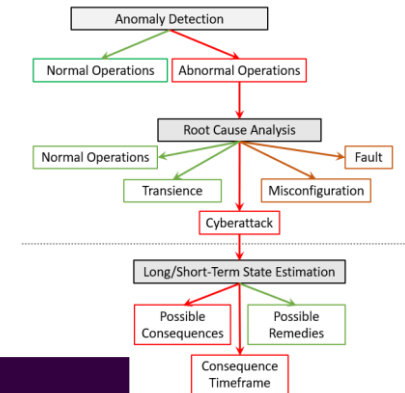 Anomaly Detection
Normal Operations
Abnormal Operations
Root Cause Analysis
Normal Operations
Fault
Transience
Misconfiguration
Cyberattack
Long/Short-Term State Estimation
Possible
Consequences
Possible
Remedies
Consequence
Timeframe